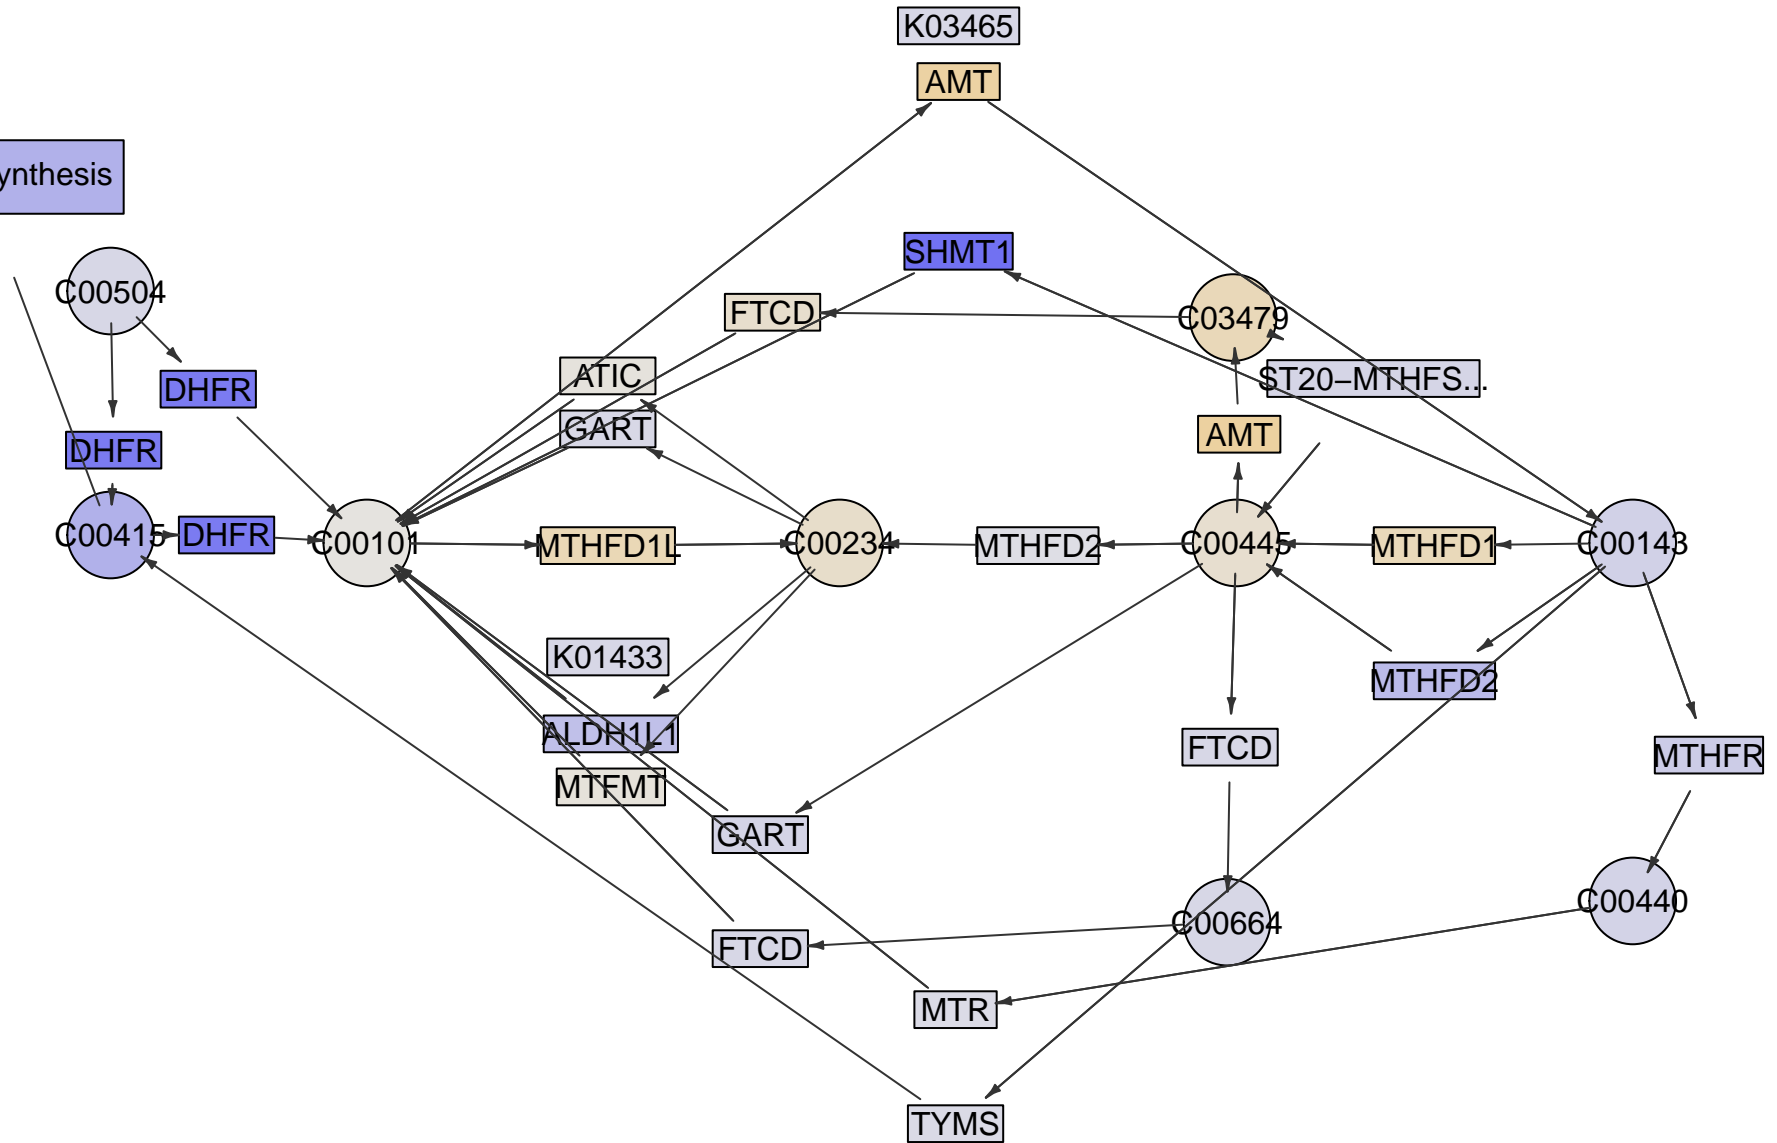 K03465
AMT
ynthesis
SHMT1
C00504
FTCD
C03479
ATIC
ST20−MTHFS...
DHFR
GART
AMT
DHFR
C00415
DHFR
C00101
MTHFD1L
C00234
MTHFD2
C00445
MTHFD1
C00143
K01433
MTHFD2
ALDH1L1
FTCD
MTHFR
MTFMT
GART
C00440
C00664
FTCD
MTR
TYMS